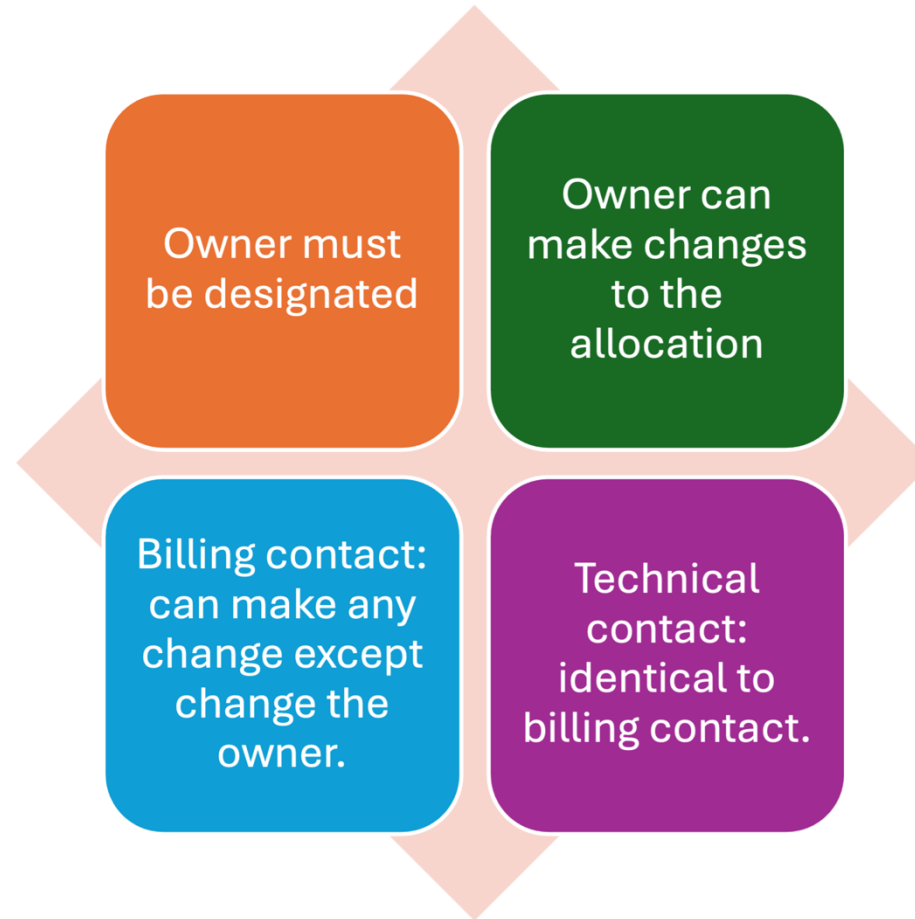 Owner must
be designated
Owner can
make changes
to the
allocation
Billing contact:
can make any
change except
change the
owner.
Technical
contact:
identical to
billing contact.